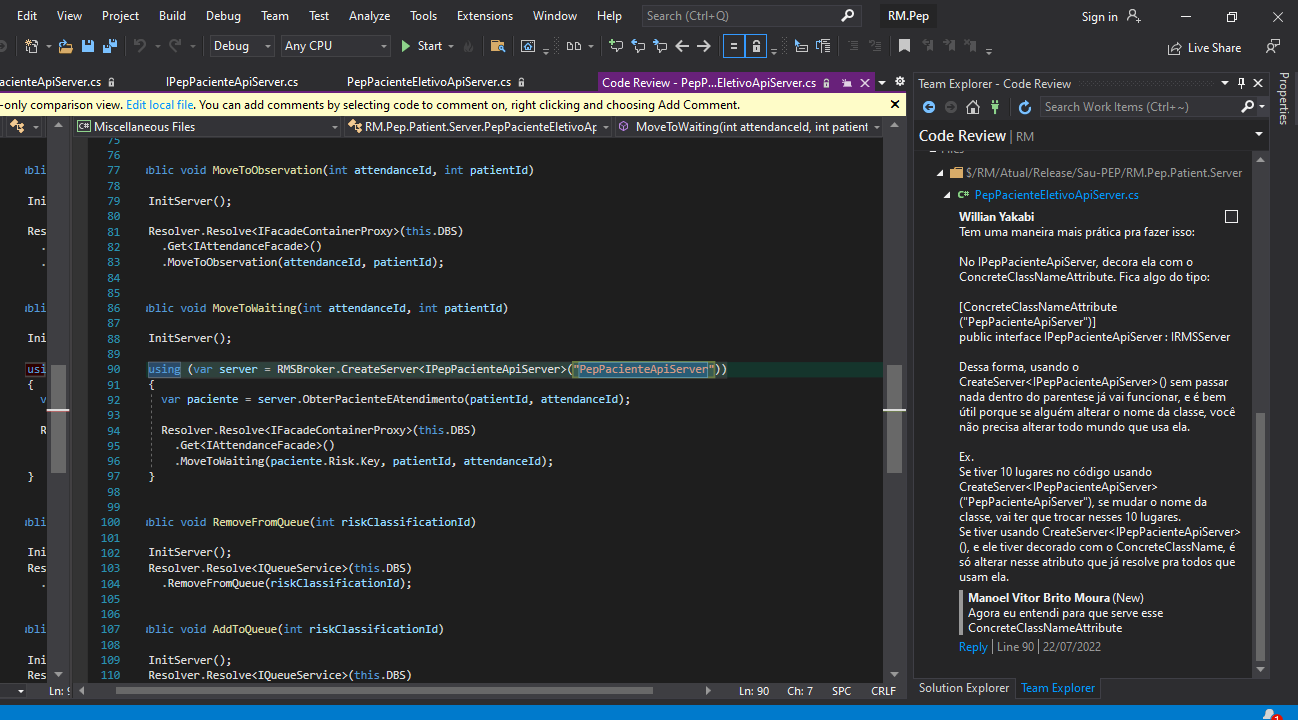 Edit View Project Build Debug Team Test Analyze Tools Extensions Window Help Search (Ctrl+Q) RM.Pep Sign in
Debug Any CPU Start Live Share
acienteApiServer.cs IPepPacienteApiServer.cs PepPacienteEletivoApiServer.cs Code Review - PepP...EletivoApiServer.cs
-only comparison view. Edit local file. You can add comments by selecting code to comment on, right clicking and choosing Add Comment.
C# Miscellaneous Files RM.Pep.Patient.Server.PepPacienteEletivoAp MoveToWaiting(int attendanceId, int patient
75
76
77 ublic void MoveToObservation(int attendanceId, int patientId)
78
79 InitServer();
80
81 Resolver.Resolve<IFacadeContainerProxy>(this.DBS)
82 .Get<IAttendanceFacade>()
83 .MoveToObservation(attendanceId, patientId);
84
85
86 ublic void MoveToWaiting(int attendanceId, int patientId)
87
88 InitServer();
89
90 using (var server = RMSBroker.CreateServer<IPepPacienteApiServer>("PepPacienteApiServer"))
91 {
92 var paciente = server.ObterPacienteEAtendimento(patientId, attendanceId);
93
94 Resolver.Resolve<IFacadeContainerProxy>(this.DBS)
95 .Get<IAttendanceFacade>()
96 .MoveToWaiting(paciente.Risk.Key, patientId, attendanceId);
97 }
98
99
100 ublic void RemoveFromQueue(int riskClassificationId)
101
102 InitServer();
103 Resolver.Resolve<IQueueService>(this.DBS)
104 .RemoveFromQueue(riskClassificationId);
105
106
107 ublic void AddToQueue(int riskClassificationId)
108
109 InitServer();
110 Resolver.Resolve<IQueueService>(this.DBS)
Ln: 90 Ch: 7 SPC CRLF
Team Explorer - Code Review
Search Work Items (Ctrl+~)
Code Review | RM
Files
$/RM/Atual/Release/Sau-PEP/RM.Pep.Patient.Server
C# PepPacienteEletivoApiServer.cs
Willian Yakabi
Tem uma maneira mais prática pra fazer isso:
No IPepPacienteApiServer, decora ela com o
ConcreteClassNameAttribute. Fica algo do tipo:
[ConcreteClassNameAttribute
("PepPacienteApiServer")]
public interface IPepPacienteApiServer : IRMSServer
Dessa forma, usando o
CreateServer<IPepPacienteApiServer>() sem passar
nada dentro do parentese já vai funcionar, e é bem
útil porque se alguém alterar o nome da classe, você
não precisa alterar todo mundo que usa ela.
Ex.
Se tiver 10 lugares no código usando
CreateServer<IPepPacienteApiServer>
("PepPacienteApiServer"), se mudar o nome da
classe, vai ter que trocar nesses 10 lugares.
Se tiver usando CreateServer<IPepPacienteApiServer>
(), e ele tiver decorado com o ConcreteClassName, é
só alterar nesse atributo que já resolve pra todos que
usam ela.
Manoel Vitor Brito Moura (New)
Agora eu entendi para que serve esse
ConcreteClassNameAttribute
Reply | Line 90 | 22/07/2022
Solution Explorer Team Explorer
Properties
1